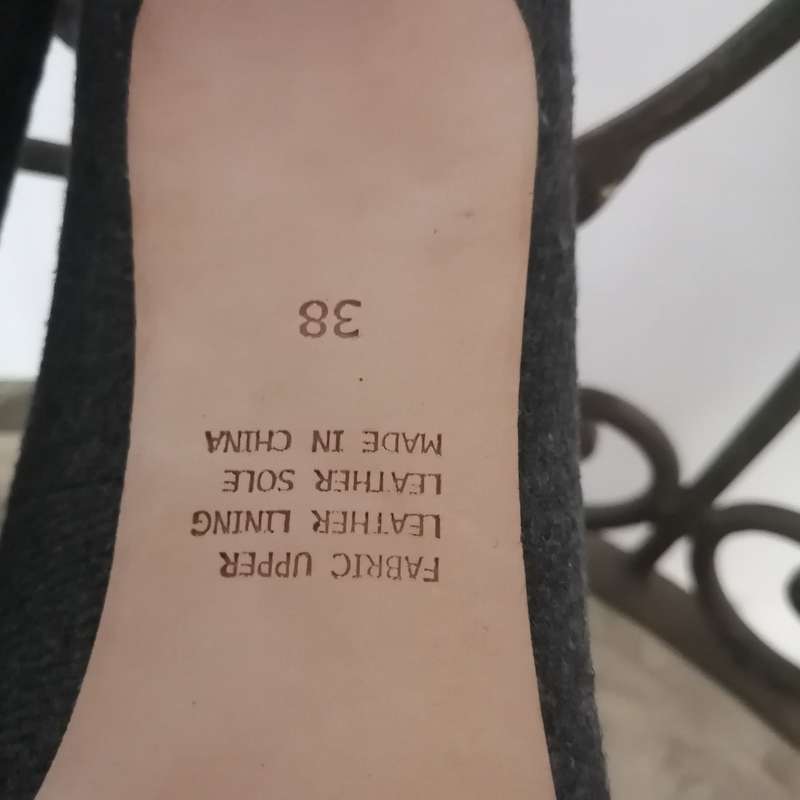 FABRIC UPPER
LEATHER LINING
LEATHER SOLE
MADE IN CHINA
38